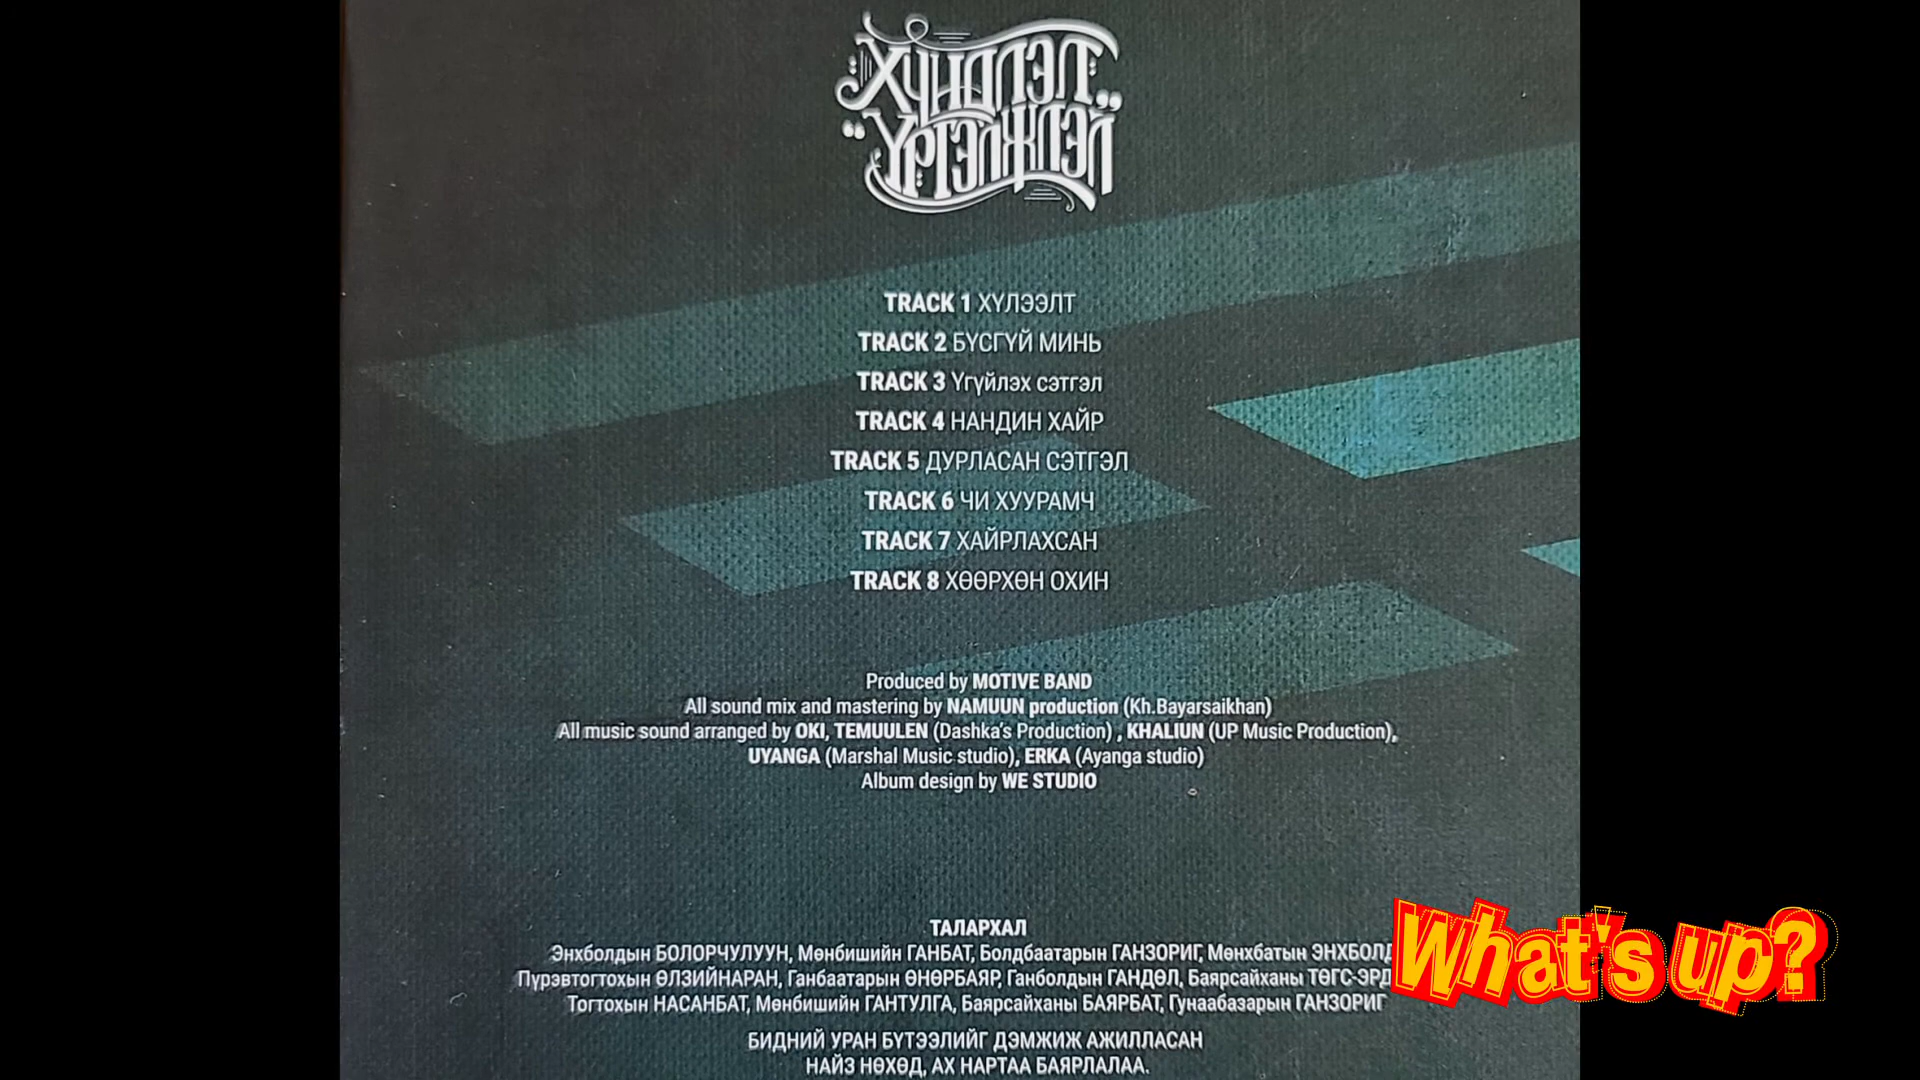 ХҮНДЛЭЛ
"ҮРГЭЛЖЛЭЛ"
TRACK 1 ХҮЛЭЭЛТ
TRACK 2 БҮСГҮЙ МИНЬ
TRACK 3 Үгүйлэх сэтгэл
TRACK 4 НАНДИН ХАЙР
TRACK 5 ДУРЛАСАН СЭТГЭЛ
TRACK 6 ЧИ ХУУРАМЧ
TRACK 7 ХАЙРЛАХСАН
TRACK 8 ХӨӨРХӨН ОХИН
Produced by MOTIVE BAND
All sound mix and mastering by NAMUUN production (Kh.Bayarsaikhan)
All music sound arranged by OKI, TEMUULEN (Dashka's Production) , KHALIUN (UP Music Production),
UYANGA (Marshal Music studio), ERKA (Ayanga studio)
Album design by WE STUDIO
ТАЛАРХАЛ
Энхболдын БОЛОРЧУЛУУН, Мөнбишийн ГАНБАТ, Болдбаатарын ГАНЗОРИГ, Мөнхбатын ЭНХБОЛД
Пүрэвтогтохын ӨЛЗИЙНАРАН, Ганбаатарын ӨНӨРБАЯР, Ганболдын ГАНДӨЛ, Баярсайханы ТӨГС-ЭРД
Тогтохын НАСАНБАТ, Мөнбишийн ГАНТУЛГА, Баярсайханы БАЯРБАТ, Гунаабазарын ГАНЗОРИГ
БИДНИЙ УРАН БҮТЭЭЛИЙГ ДЭМЖИЖ АЖИЛЛАСАН
НАЙЗ НӨХӨД, АХ НАРТАА БАЯРЛАЛАА.
What's up?